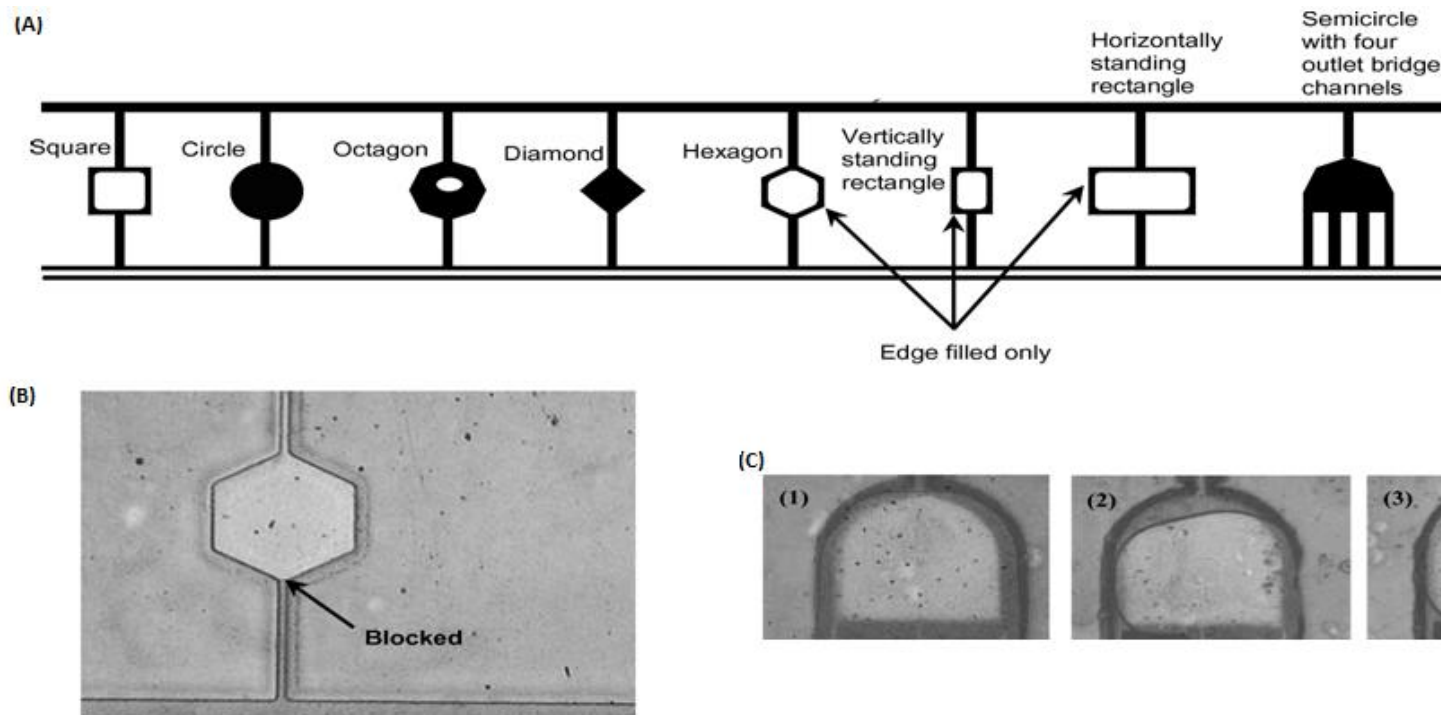 (A)
Square
Circle
Octagon
Diamond
Hexagon
Vertically
standing
rectangle
Horizontally
standing
rectangle
Semicircle
with four
outlet bridge
channels
Edge filled only
(B)
Blocked
(C)
(1)
(2)
(3)